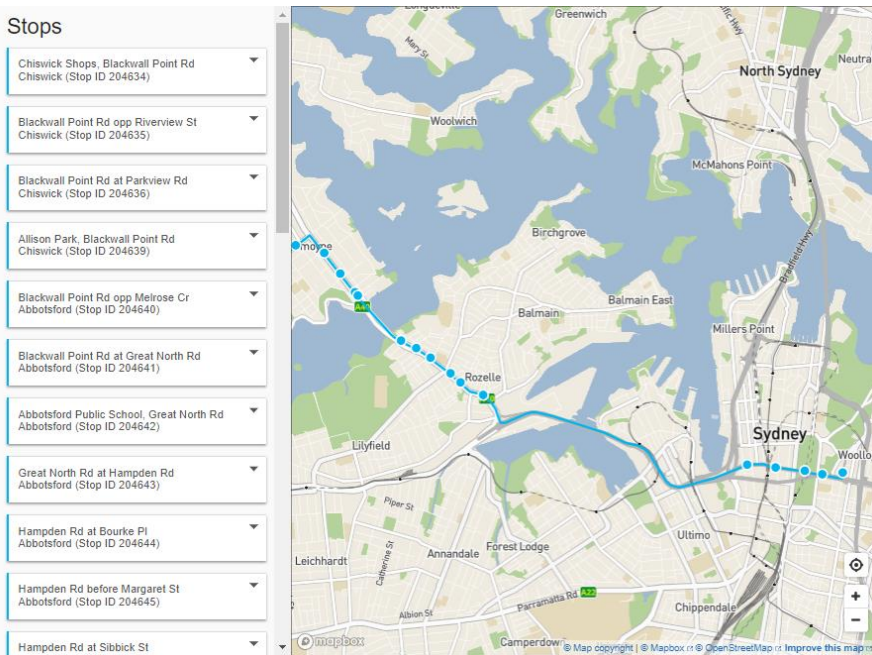 Stops
Chiswick Shops, Blackwall Point Rd
Chiswick (Stop ID 204634)
Blackwall Point Rd opp Riverview St
Chiswick (Stop ID 204635)
Blackwall Point Rd at Parkview Rd
Chiswick (Stop ID 204636)
Allison Park, Blackwall Point Rd
Chiswick (Stop ID 204639)
Blackwall Point Rd opp Melrose Cr
Abbotsford (Stop ID 204640)
Blackwall Point Rd at Great North Rd
Abbotsford (Stop ID 204641)
Abbotsford Public School, Great North Rd
Abbotsford (Stop ID 204642)
Great North Rd at Hampden Rd
Abbotsford (Stop ID 204643)
Hampden Rd at Bourke Pl
Abbotsford (Stop ID 204644)
Hampden Rd before Margaret St
Abbotsford (Stop ID 204645)
Hampden Rd at Sibbick St
Greenwich
Mary St
Woolwich
North Sydney
Neutra
McMahons Point
Bradfield Hwy
Birchgrove
moyne
A40
Balmain East
Balmain
Millers Point
Rozelle
Sydney
Woollo
Lilyfield
Piper St
Ultimo
Leichhardt
Annandale
Forest Lodge
Catherine St
A22
Parramatta Rd
Chippendale
Albion St
Camperdown
mapbox
© Map copyright | © Mapbox © OpenStreetMap Improve this map